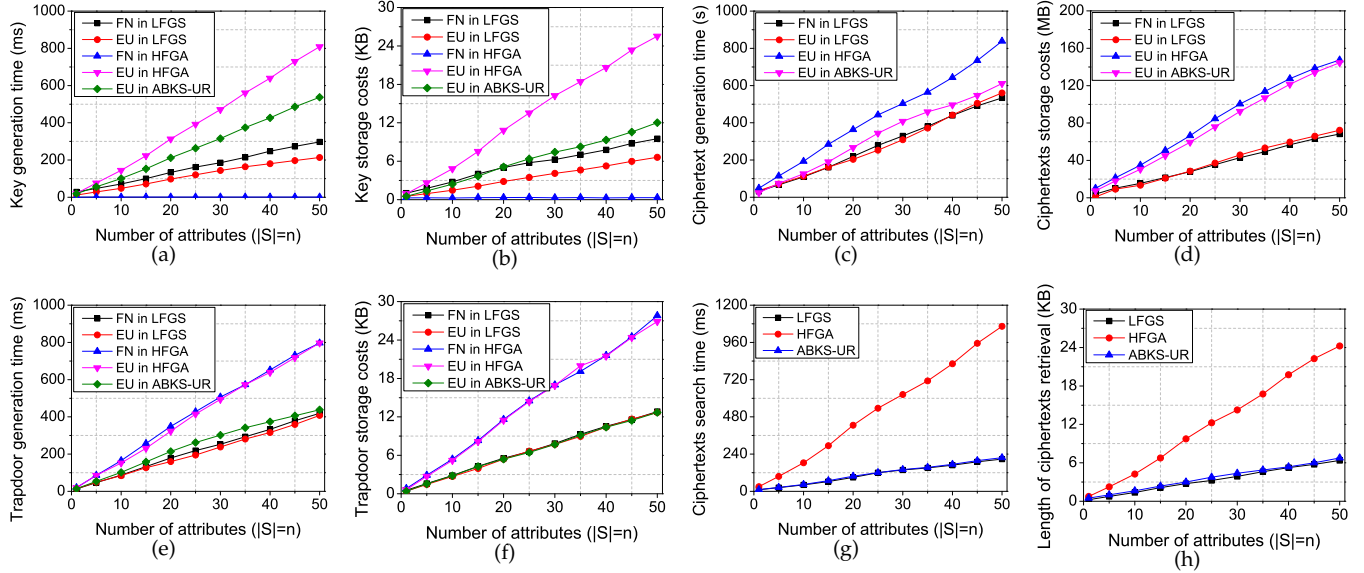 Key generation time (ms)
1000
800
600
400
200
0
FN in LFGS
EU in LFGS
FN in HFGA
EU in HFGA
EU in ABKS-UR
0 10 20 30 40 50
Number of attributes (|S|=n)
(a)
Key storage costs (KB)
30
24
18
12
6
0
FN in LFGS
EU in LFGS
FN in HFGA
EU in HFGA
EU in ABKS-UR
0 10 20 30 40 50
Number of attributes (|S|=n)
(b)
Ciphertext generation time (s)
1000
800
600
400
200
0
FN in LFGS
EU in LFGS
EU in HFGA
EU in ABKS-UR
0 10 20 30 40 50
Number of attributes (|S|=n)
(c)
Ciphertexts storage costs (MB)
200
160
120
80
40
0
FN in LFGS
EU in LFGS
EU in HFGA
EU in ABKS-UR
0 10 20 30 40 50
Number of attributes (|S|=n)
(d)
Trapdoor generation time (ms)
1000
800
600
400
200
0
FN in LFGS
EU in LFGS
FN in HFGA
EU in HFGA
EU in ABKS-UR
0 10 20 30 40 50
Number of attributes (|S|=n)
(e)
Trapdoor storage costs (KB)
30
24
18
12
6
0
FN in LFGS
EU in LFGS
FN in HFGA
EU in HFGA
EU in ABKS-UR
0 10 20 30 40 50
Number of attributes (|S|=n)
(f)
Ciphertexts search time (ms)
1200
960
720
480
240
0
LFGS
HFGA
ABKS-UR
0 10 20 30 40 50
Number of attributes (|S|=n)
(g)
Length of ciphertexts retrieval (KB)
30
24
18
12
6
0
LFGS
HFGA
ABKS-UR
0 10 20 30 40 50
Number of attributes (|S|=n)
(h)